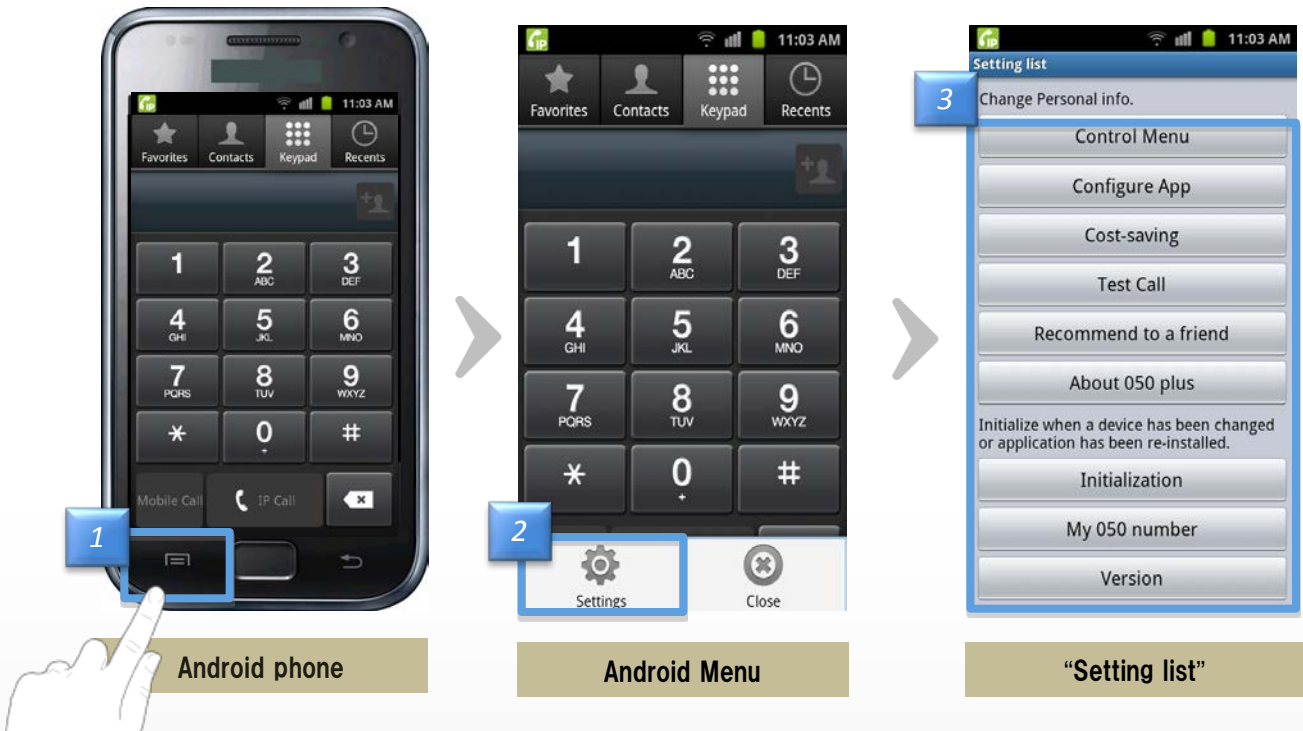 IP
11:03 AM
Favorites Contacts Keypad Recents
1 2 3
ABC DEF
4 5 6
GHI JKL MNO
7 8 9
PQRS TUV WXYZ
* 0 #
+
Mobile Call IP Call
1
Android phone
IP
11:03 AM
Favorites Contacts Keypad Recents
1 2 3
ABC DEF
4 5 6
GHI JKL MNO
7 8 9
PQRS TUV WXYZ
* 0 #
+
2
Settings Close
Android Menu
IP
11:03 AM
Setting list
3
Change Personal info.
Control Menu
Configure App
Cost-saving
Test Call
Recommend to a friend
About 050 plus
Initialize when a device has been changed
or application has been re-installed.
Initialization
My 050 number
Version
“Setting list”